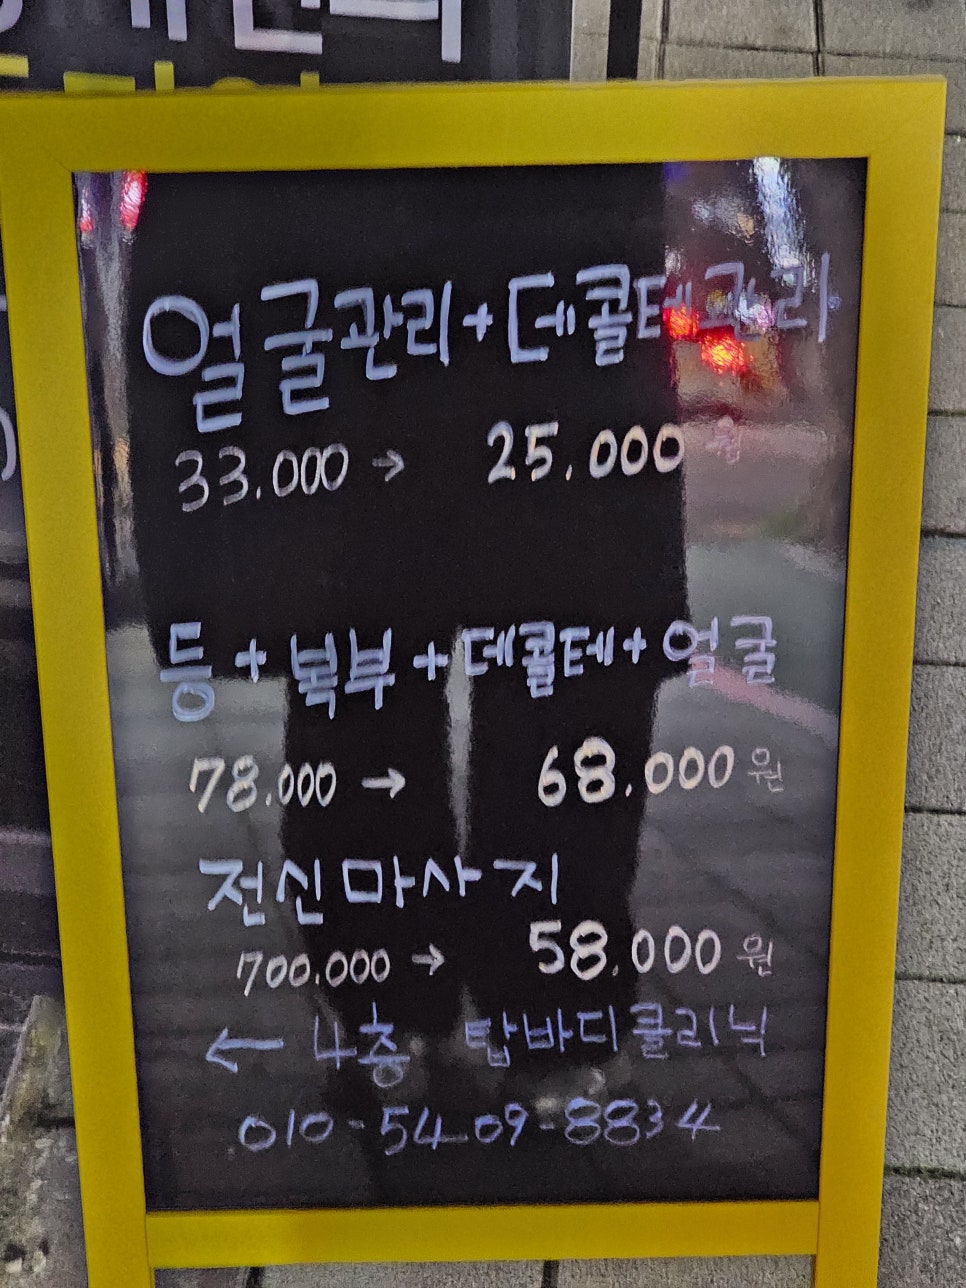 얼굴관리+데콜테관리
33.000 → 25.000 원
등+복부+데콜테+얼굴
78.000 → 68.000 원
전신마사지
700.000 → 58.000 원
← 4층 탑바디클리닉
010-5409-8834